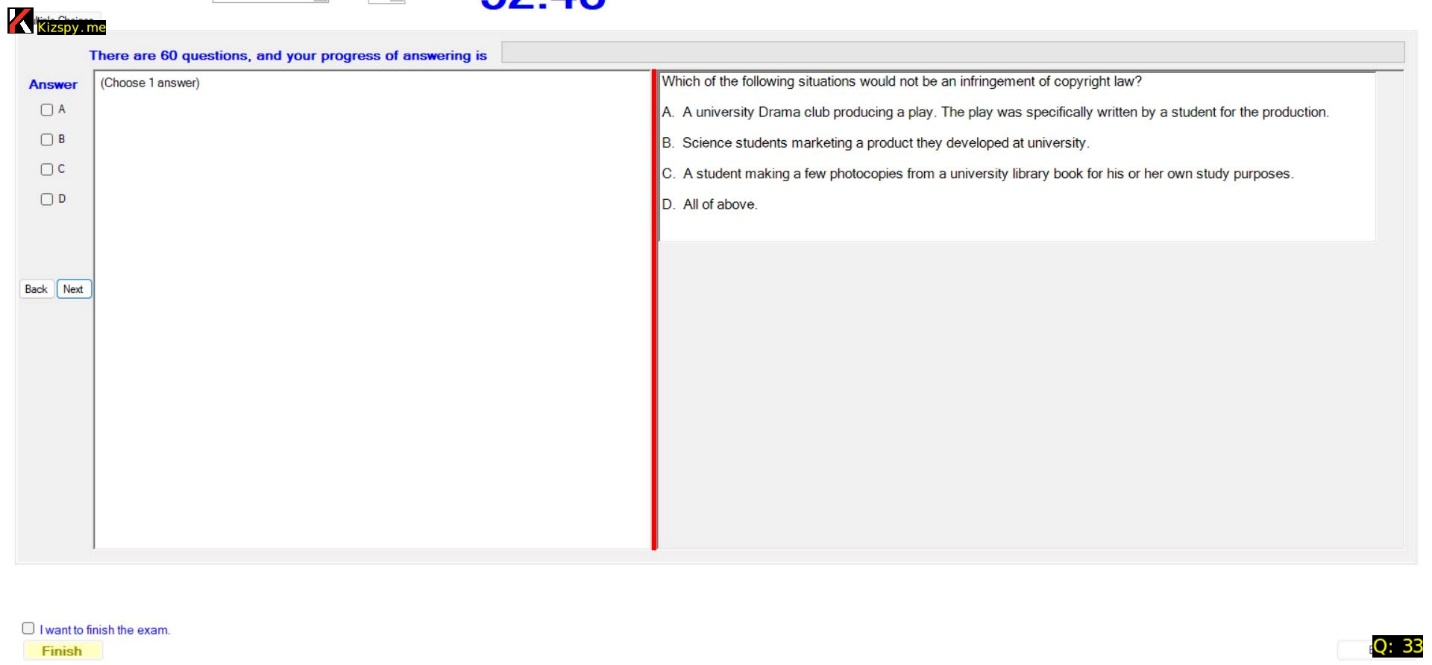 Kizspy.me
There are 60 questions, and your progress of answering is
Answer
(Choose 1 answer)
A
B
C
D
Back Next
Which of the following situations would not be an infringement of copyright law?
A. A university Drama club producing a play. The play was specifically written by a student for the production.
B. Science students marketing a product they developed at university.
C. A student making a few photocopies from a university library book for his or her own study purposes.
D. All of above.
I want to finish the exam.
Finish
Q: 33